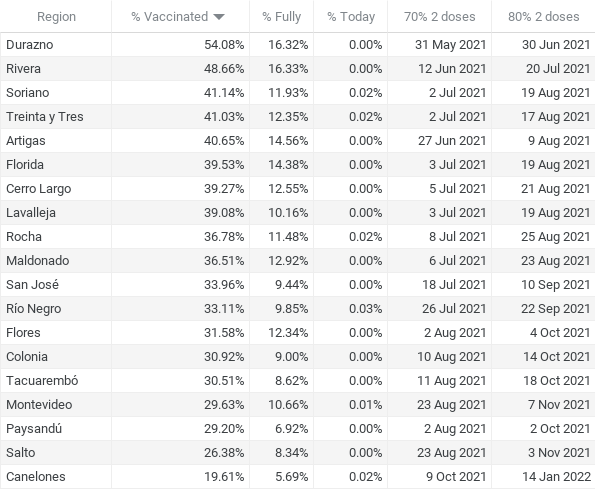 Region % Vaccinated % Fully % Today 70% 2 doses 80% 2 doses
Durazno 54.08% 16.32% 0.00% 31 May 2021 30 Jun 2021
Rivera 48.66% 16.33% 0.00% 12 Jun 2021 20 Jul 2021
Soriano 41.14% 11.93% 0.02% 2 Jul 2021 19 Aug 2021
Treinta y Tres 41.03% 12.35% 0.02% 2 Jul 2021 17 Aug 2021
Artigas 40.65% 14.56% 0.00% 27 Jun 2021 9 Aug 2021
Florida 39.53% 14.38% 0.00% 3 Jul 2021 19 Aug 2021
Cerro Largo 39.27% 12.55% 0.00% 5 Jul 2021 21 Aug 2021
Lavalleja 39.08% 10.16% 0.00% 3 Jul 2021 19 Aug 2021
Rocha 36.78% 11.48% 0.02% 8 Jul 2021 25 Aug 2021
Maldonado 36.51% 12.92% 0.00% 6 Jul 2021 23 Aug 2021
San José 33.96% 9.44% 0.00% 18 Jul 2021 10 Sep 2021
Río Negro 33.11% 9.85% 0.03% 26 Jul 2021 22 Sep 2021
Flores 31.58% 12.34% 0.00% 2 Aug 2021 4 Oct 2021
Colonia 30.92% 9.00% 0.00% 10 Aug 2021 14 Oct 2021
Tacuarembó 30.51% 8.62% 0.00% 11 Aug 2021 18 Oct 2021
Montevideo 29.63% 10.66% 0.01% 23 Aug 2021 7 Nov 2021
Paysandú 29.20% 6.92% 0.00% 2 Aug 2021 2 Oct 2021
Salto 26.38% 8.34% 0.00% 23 Aug 2021 3 Nov 2021
Canelones 19.61% 5.69% 0.02% 9 Oct 2021 14 Jan 2022